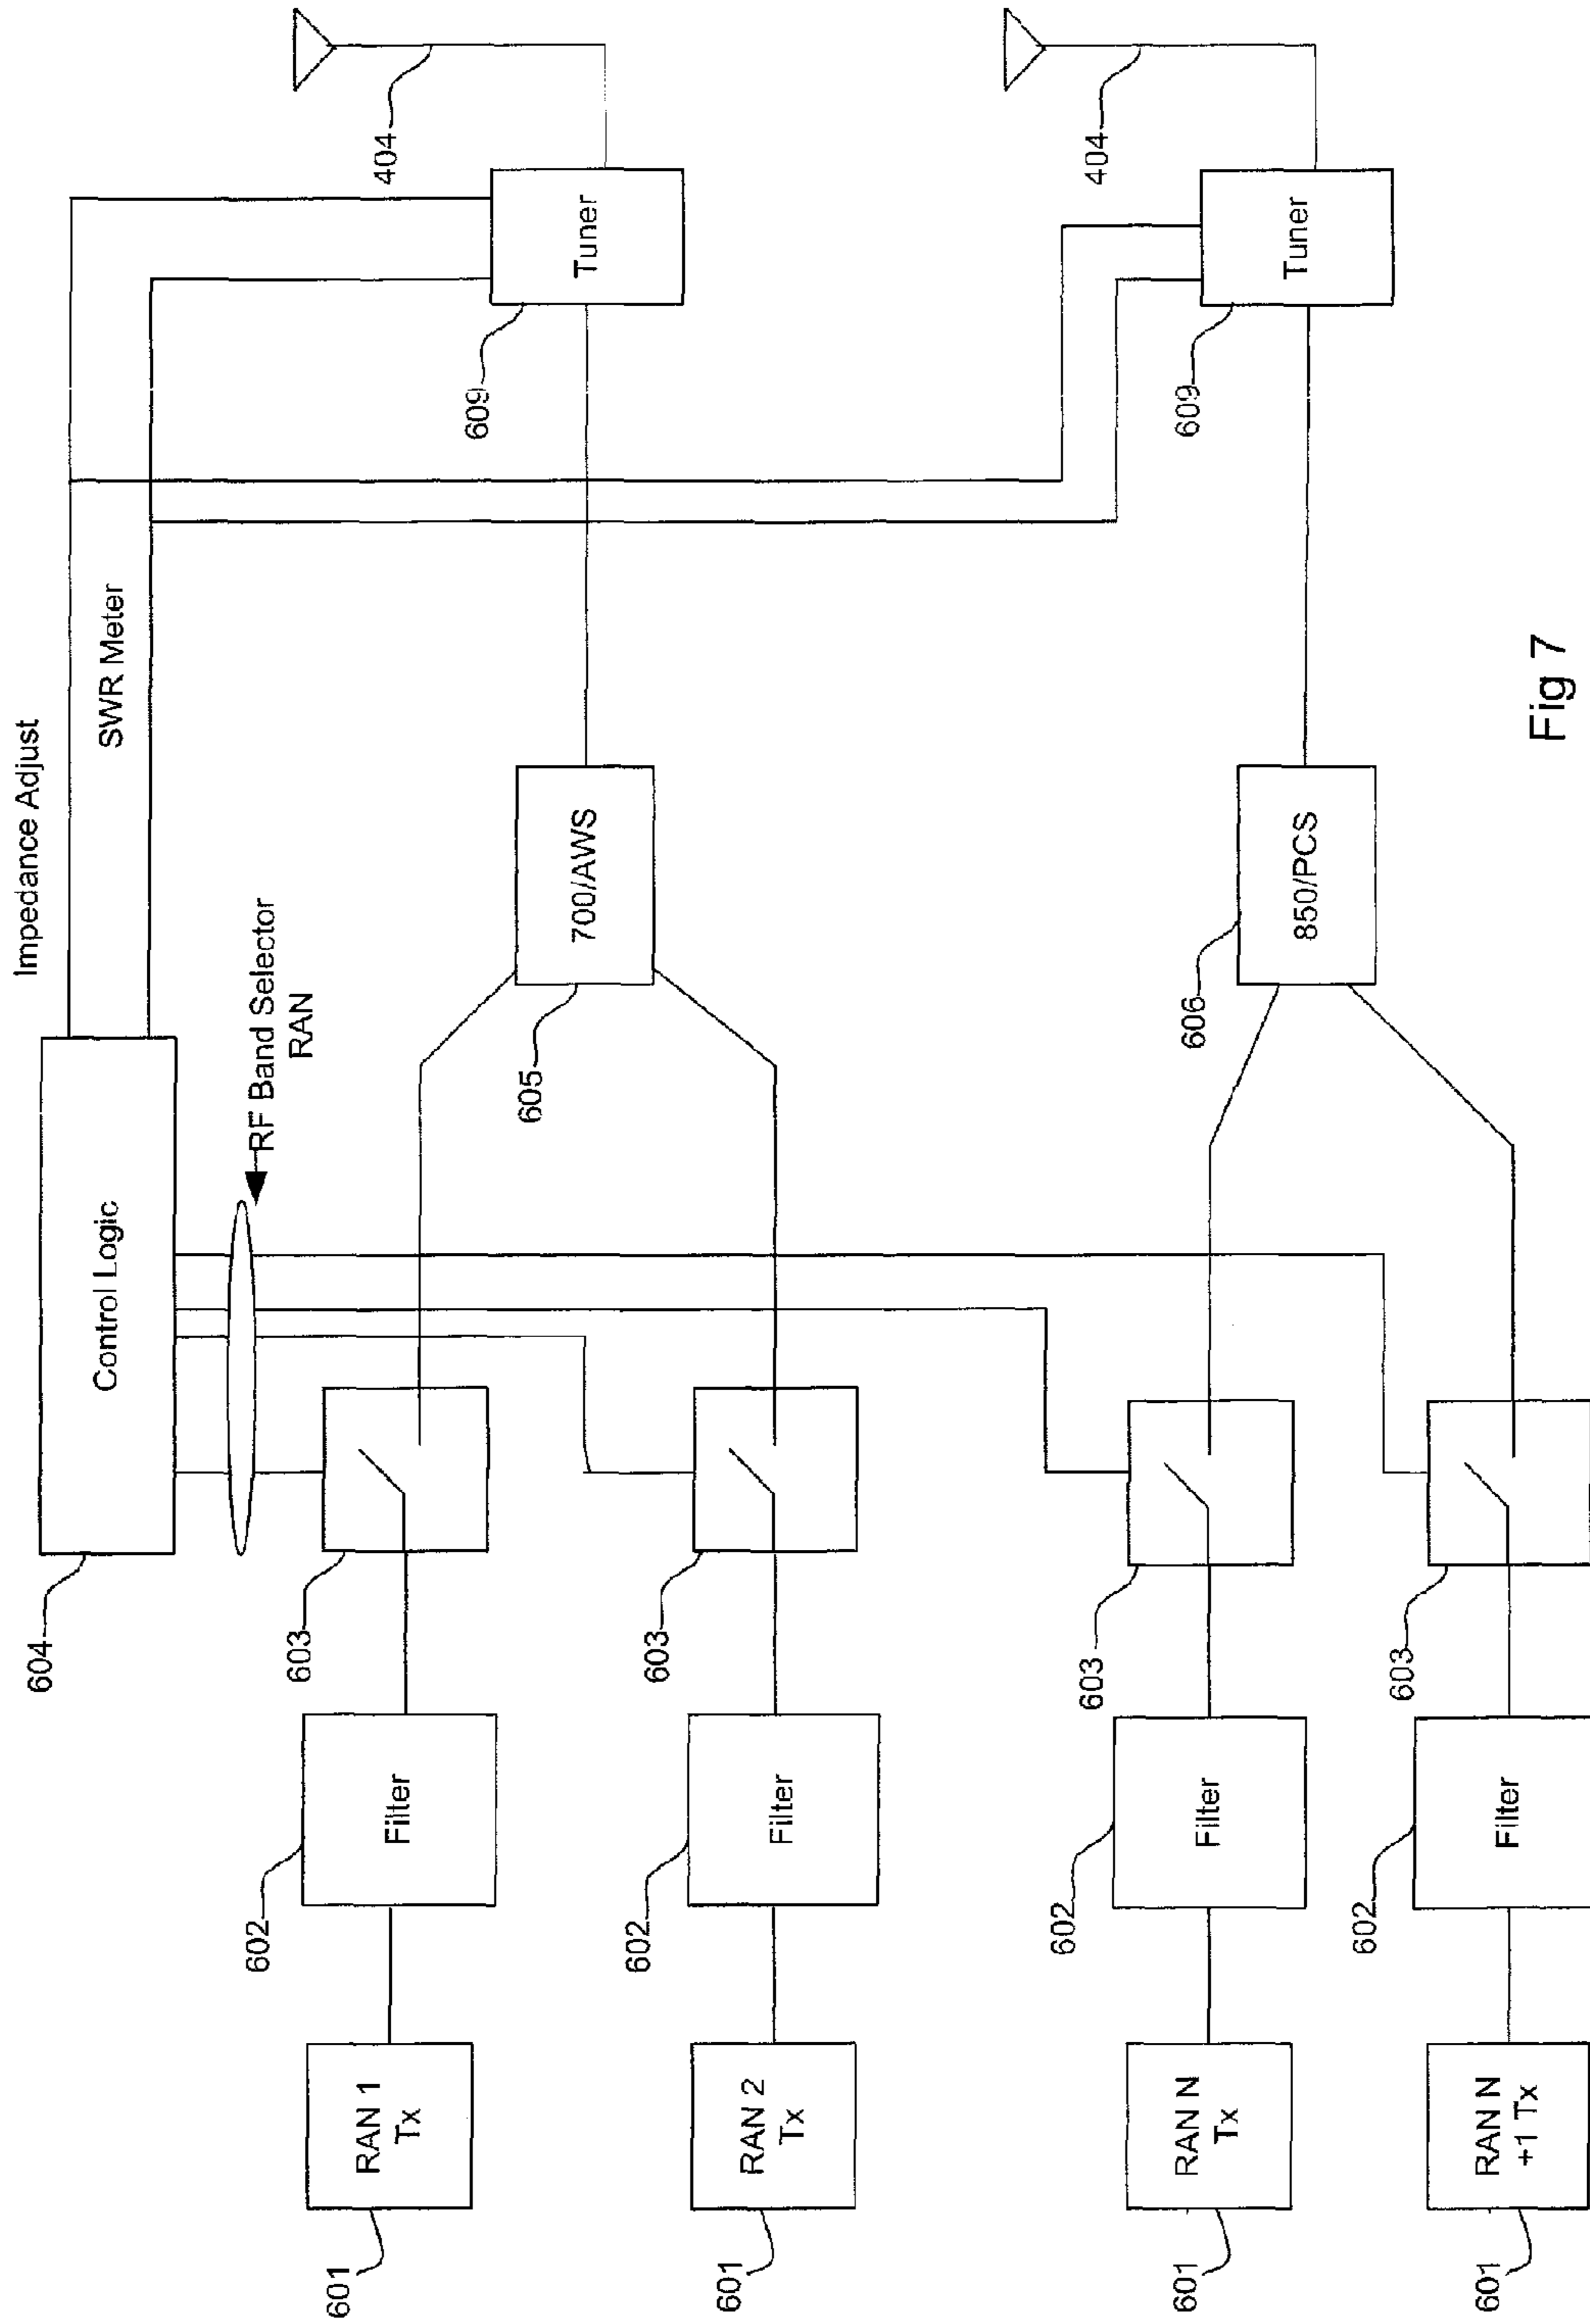 Impedance Adjust
SWR Meter
Control Logic
604
RF Band Selector
RAN
601
RAN 1
Tx
602
Filter
603
605
700/AWS
609
Tuner
404
601
RAN 2
Tx
602
Filter
603
601
RAN N
Tx
602
Filter
603
606
850/PCS
609
Tuner
404
601
RAN N
+1 Tx
602
Filter
603
Fig 7